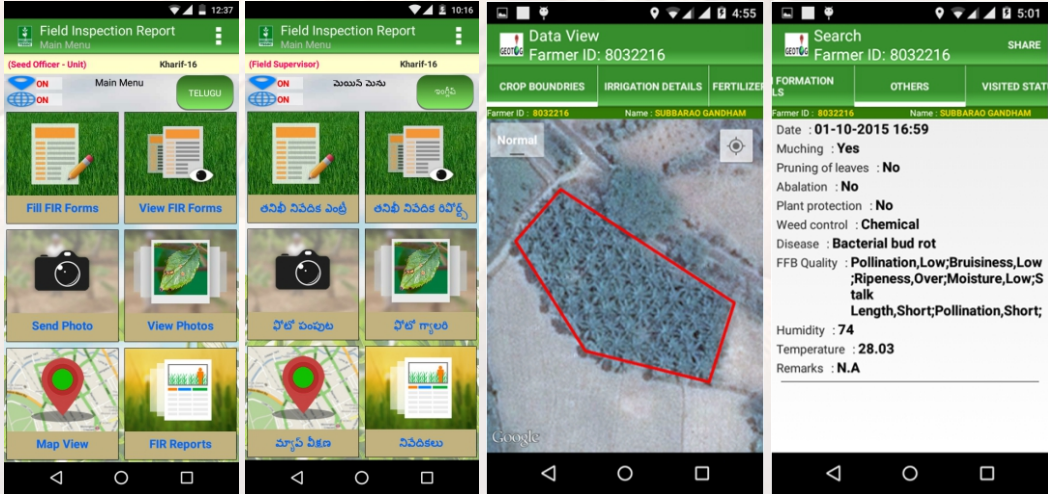 12:37
Field Inspection Report
Main Menu
(Seed Officer - Unit) Kharif-16
ON
ON
Main Menu
TELUGU
Fill FIR Forms
View FIR Forms
Send Photo
View Photos
Map View
FIR Reports
10:16
Field Inspection Report
Main Menu
(Field Supervisor) Kharif-16
ON
ON
మెయిన్ మెను
ఇంగ్లీష్
తనిఖీ నివేదిక ఎంట్రీ
తనిఖీ నివేదిక రిపోర్ట్స్
ఫోటో పంపుట
ఫోటో గ్యాలరీ
మ్యాప్ వీక్షణ
నివేదికలు
4:55
GEOTAG
Data View
Farmer ID: 8032216
CROP BOUNDRIES
IRRIGATION DETAILS
FERTILIZER
Farmer ID : 8032216 Name : SUBBARAO GANDHAM
Normal
Google
5:01
GEOTAG
Search
Farmer ID: 8032216
SHARE
FORMATION
LS
OTHERS
VISITED STAT
Farmer ID : 8032216 Name : SUBBARAO GANDHAM
Date : 01-10-2015 16:59
Muching : Yes
Pruning of leaves : No
Abalation : No
Plant protection : No
Weed control : Chemical
Disease : Bacterial bud rot
FFB Quality : Pollination,Low;Bruisiness,Low
;Ripeness,Over;Moisture,Low;S
talk
Length,Short;Pollination,Short;
Humidity : 74
Temperature : 28.03
Remarks : N.A